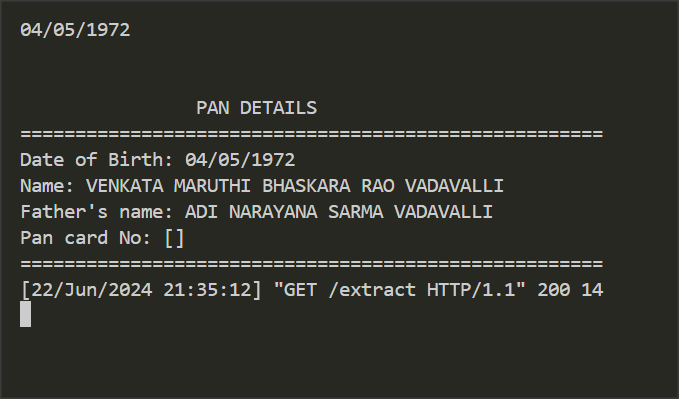 04/05/1972
PAN DETAILS
=====================================================
Date of Birth: 04/05/1972
Name: VENKATA MARUTHI BHASKARA RAO VADAVALLI
Father's name: ADI NARAYANA SARMA VADAVALLI
Pan card No: []
=====================================================
[22/Jun/2024 21:35:12] "GET /extract HTTP/1.1" 200 14